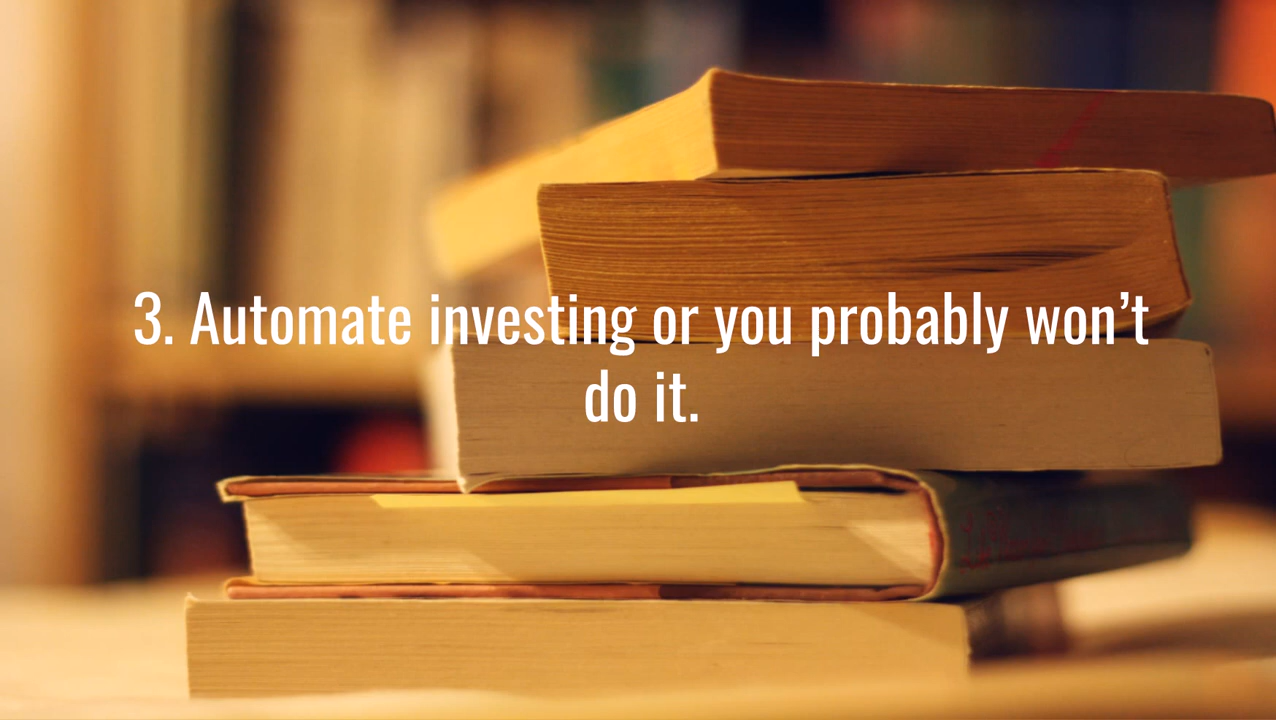 3. Automate investing or you probably won’t
do it.